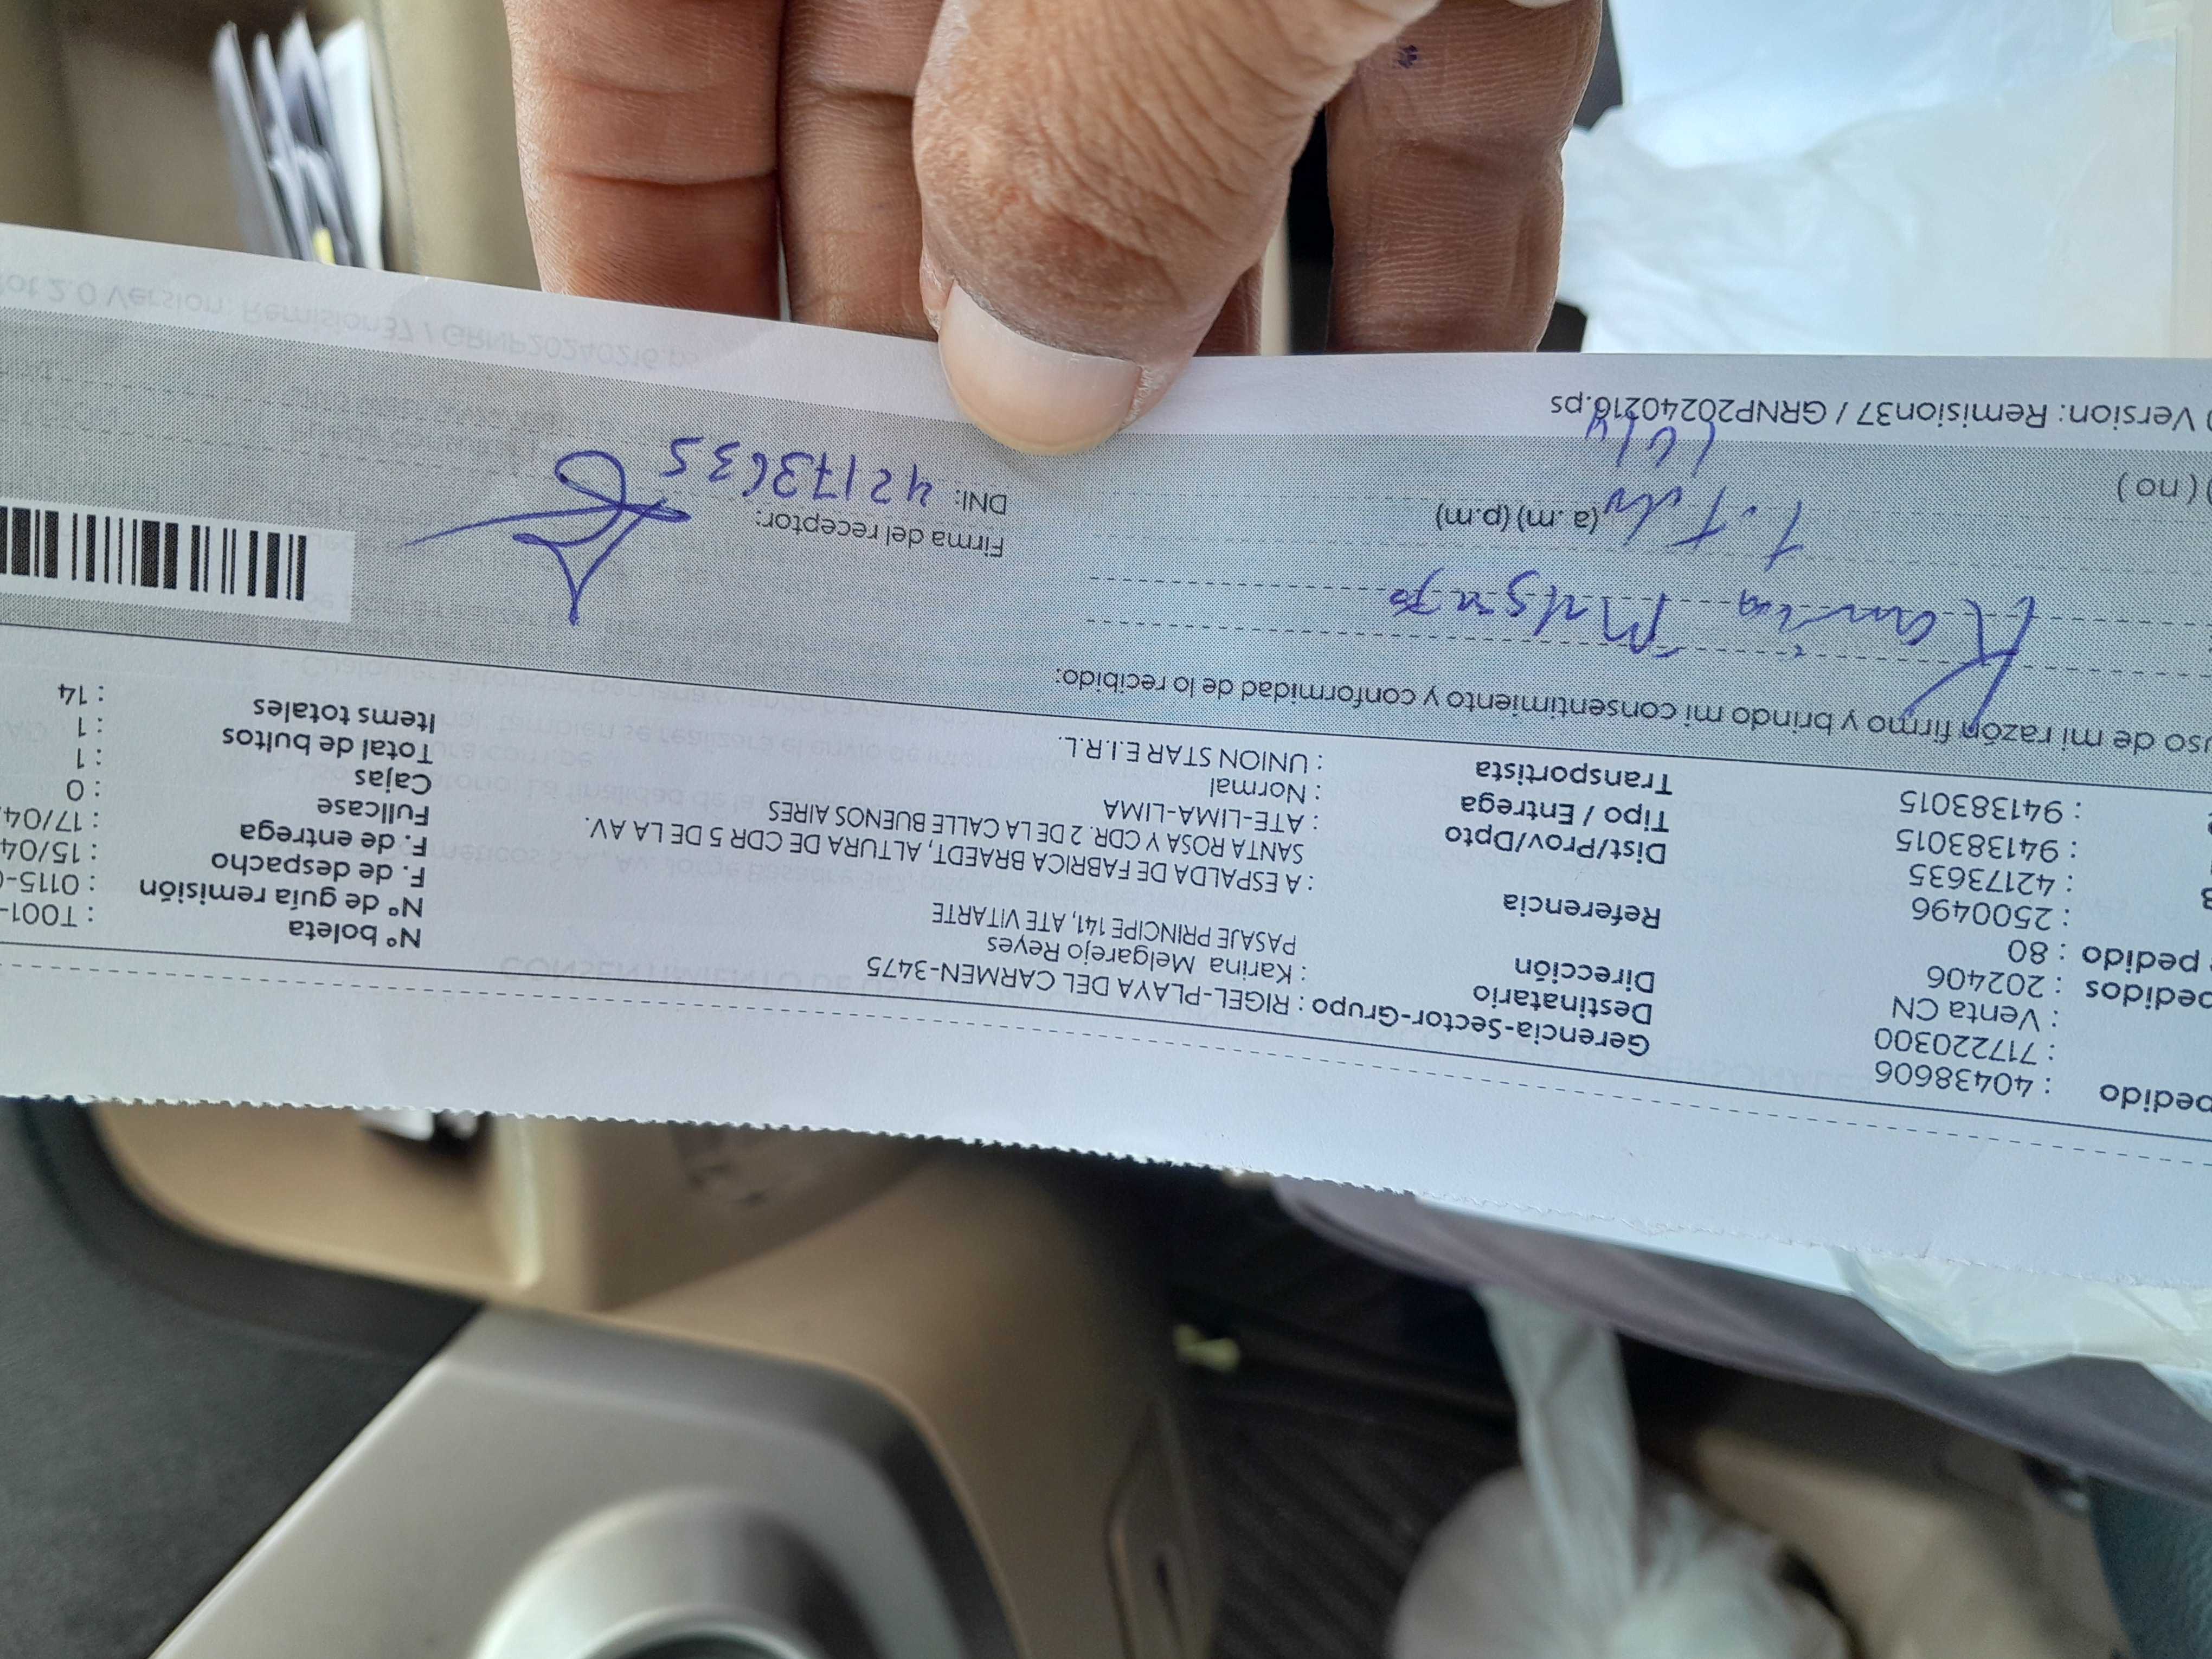 pedido : 40438606
: 717220300
: Venta CN
pedidos : 202406
pedido : 80
: 2500496
: 42173635
: 941383015
: 941383015
Gerencia-Sector-Grupo : RIGEL-PLAYA DEL CARMEN-3475
Destinatario : Karina Melgarejo Reyes
Dirección PASAJE PRINCIPE 141, ATE VITARTE
Referencia : A ESPALDA DE FABRICA BRAEDT, ALTURA DE CDR 5 DE LA AV.
SANTA ROSA Y CDR. 2 DE LA CALLE BUENOS AIRES
Dist/Prov/Dpto : ATE-LIMA-LIMA
Tipo / Entrega : Normal
Transportista : UNION STAR E.I.R.L.
N° boleta : T001-
N° de guía remisión : 0115-
F. de despacho : 15/04
F. de entrega : 17/04
Fullcase : 0
Cajas : 1
Total de bultos : 1
Items totales : 14
uso de mi razón firmo y brindo mi consentimiento y conformidad de lo recibido:
Karina Melgarejo
(a.m) (p.m)
Firma del receptor:
DNI: 42173635
) (no)
Version: Remision37 / GRNP20240216.ps